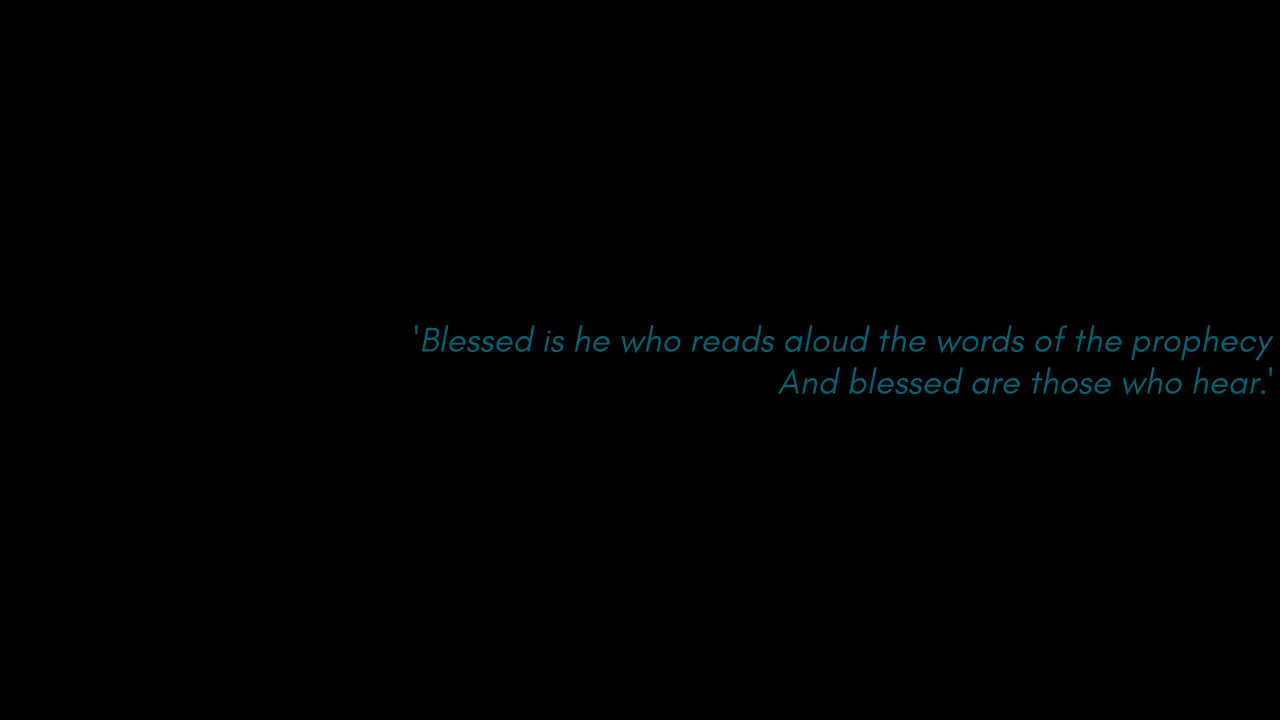 'Blessed is he who reads aloud the words of the prophecy
And blessed are those who hear.'